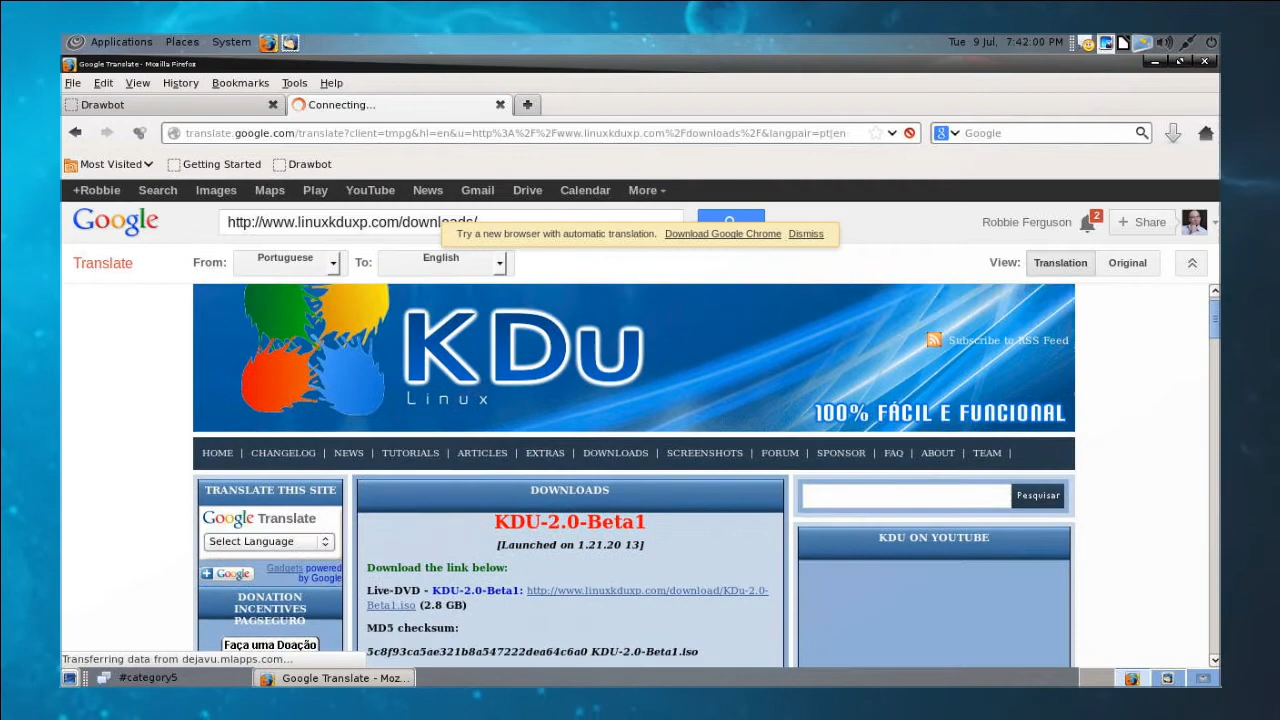 Applications Places System
Tue 9 Jul, 7:42:00 PM
Google Translate - Mozilla Firefox
File Edit View History Bookmarks Tools Help
Drawbot
Connecting...
translate.google.com/translate?client=tmpg&hl=en&u=http%3A%2F%2Fwww.linuxkduxp.com%2Fdownloads%2F&langpair=pt|en
Google
Most Visited Getting Started Drawbot
+Robbie Search Images Maps Play YouTube News Gmail Drive Calendar More
Google
http://www.linuxkduxp.com/downloads/
Robbie Ferguson
2
+ Share
Try a new browser with automatic translation. Download Google Chrome Dismiss
Translate
From: Portuguese To: English
View: Translation Original
KDu
Linux
Subscribe to RSS Feed
100% FÁCIL E FUNCIONAL
HOME | CHANGELOG | NEWS | TUTORIALS | ARTICLES | EXTRAS | DOWNLOADS | SCREENSHOTS | FORUM | SPONSOR | FAQ | ABOUT | TEAM |
TRANSLATE THIS SITE
Google Translate
Select Language
Google
Gadgets powered
by Google
DONATION
INCENTIVES
PAGSEGURO
Faça uma Doação
DOWNLOADS
KDU-2.0-Beta1
[Launched on 1.21.20 13]
Download the link below:
Live-DVD - KDU-2.0-Beta1: http://www.linuxkduxp.com/download/KDu-2.0-
Beta1.iso (2.8 GB)
MD5 checksum:
5c8f93ca5ae321b8a547222dea64c6a0 KDU-2.0-Beta1.iso
Pesquisar
KDU ON YOUTUBE
Transferring data from dejavu.mlapps.com...
#category5
Google Translate - Moz...